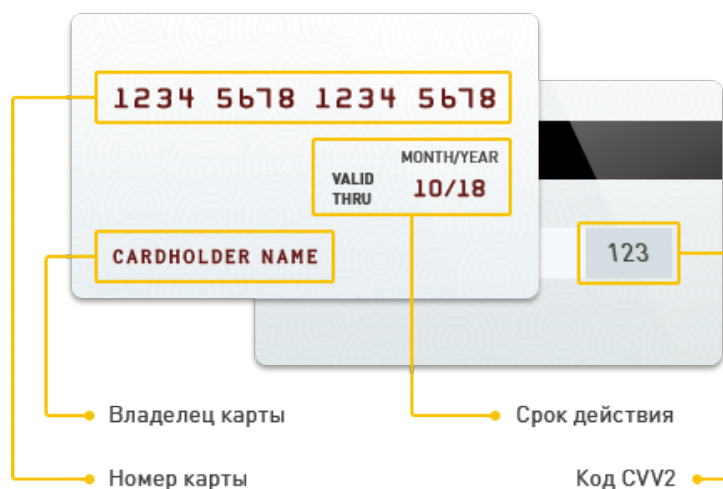 1234 5678 1234 5678
MONTH/YEAR
VALID
THRU
10/18
CARDHOLDER NAME
123
Владелец карты
Срок действия
Номер карты
Код CVV2